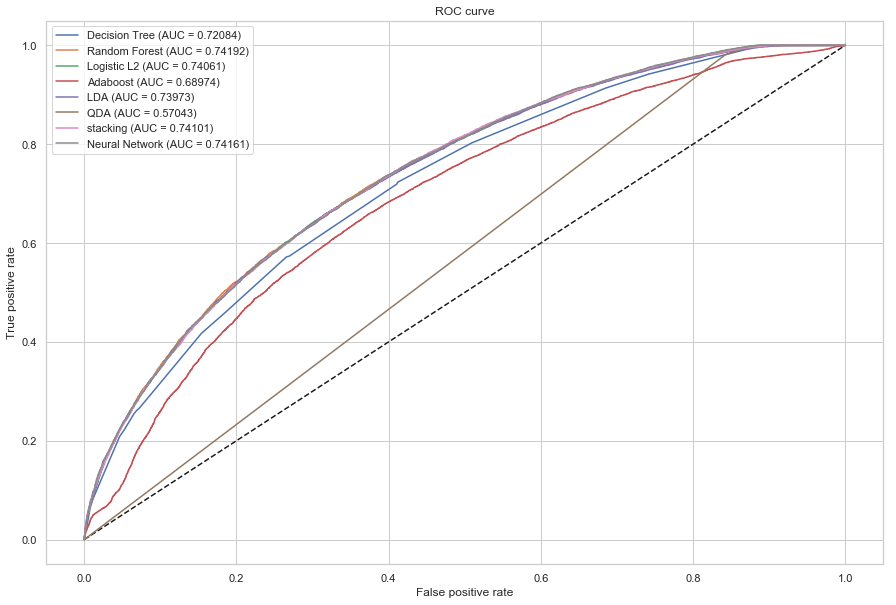 ROC curve
Decision Tree (AUC = 0.72084)
Random Forest (AUC = 0.74192)
Logistic L2 (AUC = 0.74061)
Adaboost (AUC = 0.68974)
LDA (AUC = 0.73973)
QDA (AUC = 0.57043)
stacking (AUC = 0.74101)
Neural Network (AUC = 0.74161)
1.0
0.8
0.6
0.4
0.2
0.0
True positive rate
0.0 0.2 0.4 0.6 0.8 1.0
False positive rate